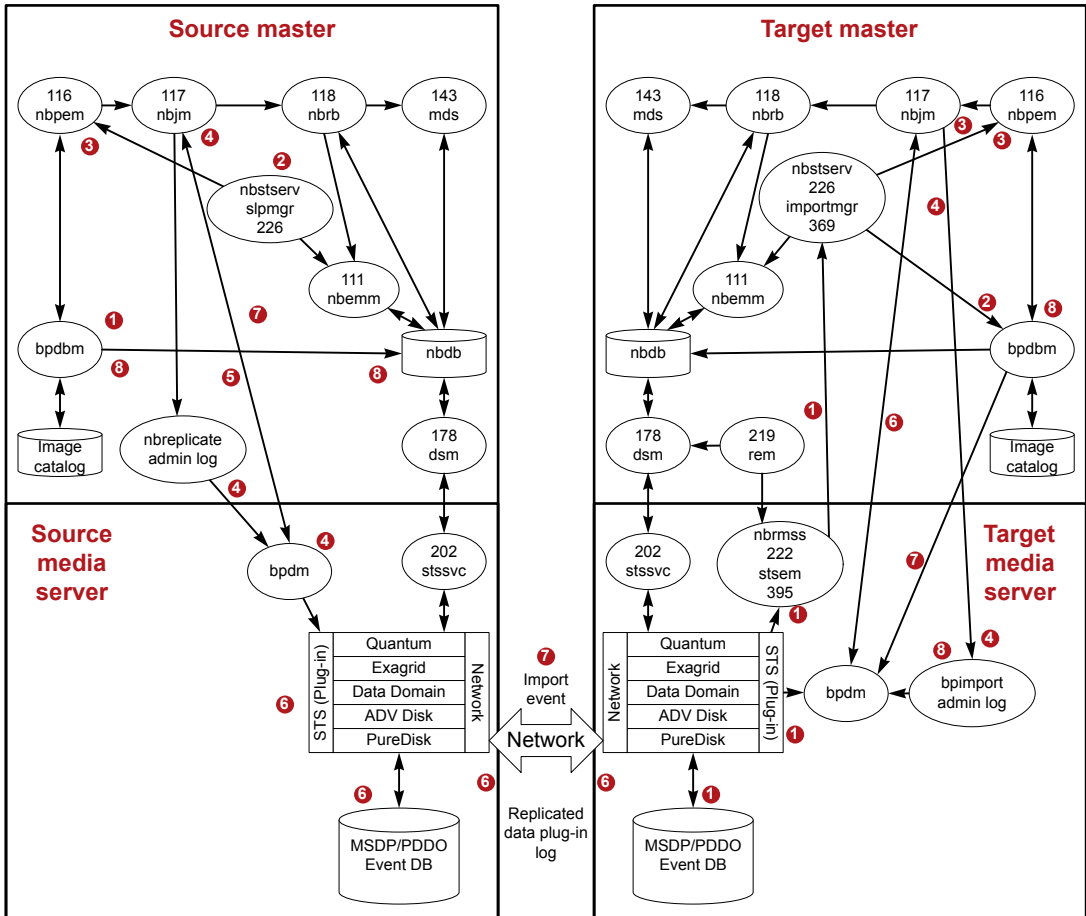 Source master
116
nbpem
117
nbjm
118
nbrb
143
mds
3
4
2
nbstserv
slpmgr
226
111
nbemm
1
7
bpdbm
8
5
8
nbdb
Image
catalog
nbreplicate
admin log
178
dsm
4
Source
media
server
4
bpdm
202
stssvc
STS (Plug-in)
Quantum
Exagrid
Data Domain
ADV Disk
PureDisk
Network
6
6
6
MSDP/PDDO
Event DB
7
Import
event
Network
Replicated
data plug-in
log
Target master
143
mds
118
nbrb
117
nbjm
116
nbpem
3
3
nbstserv
226
importmgr
369
4
111
nbemm
2
8
nbdb
bpdbm
1
6
178
dsm
219
rem
Image
catalog
Target
media
server
202
stssvc
nbrmss
222
stsem
395
7
1
Network
Quantum
Exagrid
Data Domain
ADV Disk
PureDisk
STS (Plug-in)
8
4
bpdm
bpimport
admin log
1
6
1
MSDP/PDDO
Event DB